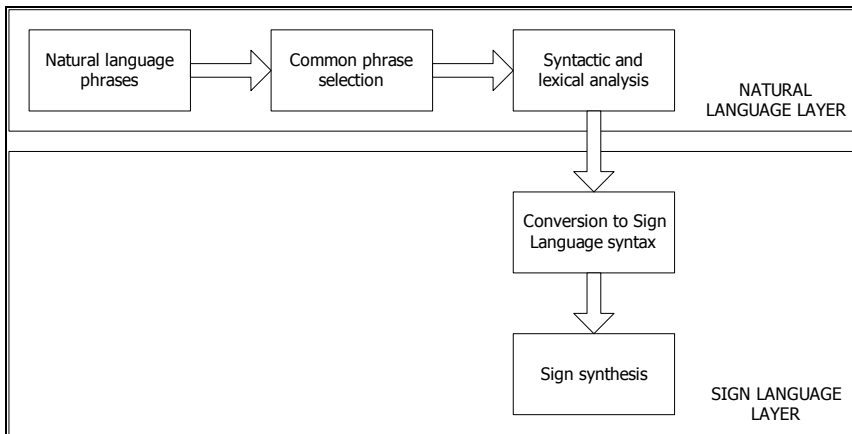 Natural language
phrases
Common phrase
selection
Syntactic and
lexical analysis
NATURAL
LANGUAGE LAYER
Conversion to Sign
Language syntax
Sign synthesis
SIGN LANGUAGE
LAYER